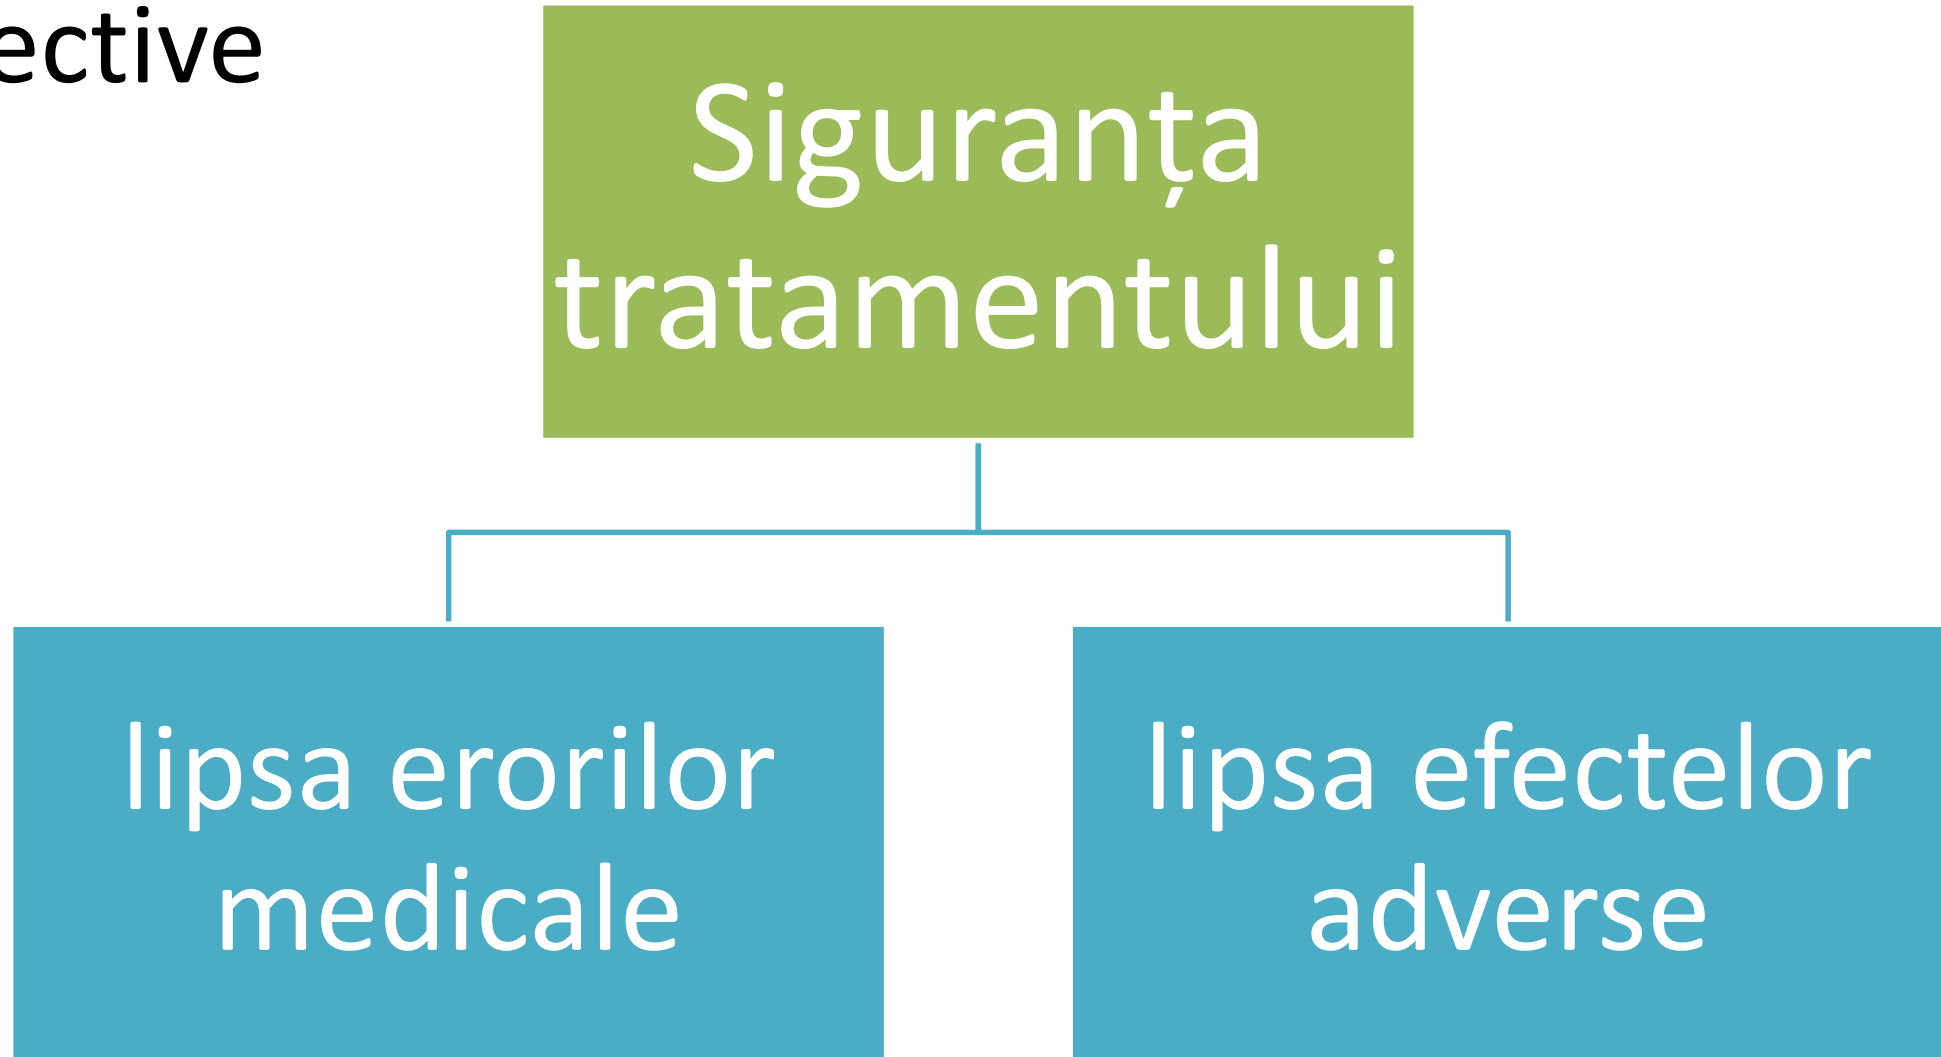 ective
Siguranța
tratamentului
lipsa erorilor
medicale
lipsa efectelor
adverse